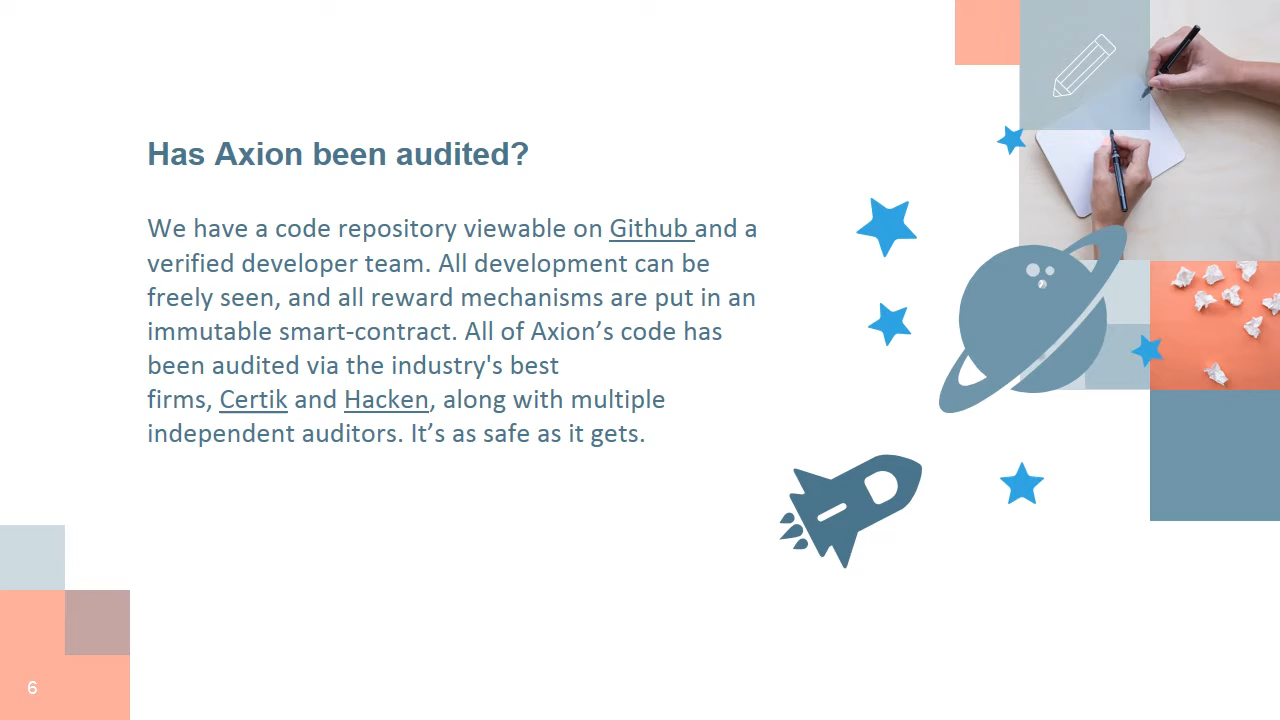 Has Axion been audited?
We have a code repository viewable on Github and a
verified developer team. All development can be
freely seen, and all reward mechanisms are put in an
immutable smart-contract. All of Axion’s code has
been audited via the industry's best
firms, Certik and Hacken, along with multiple
independent auditors. It’s as safe as it gets.
6